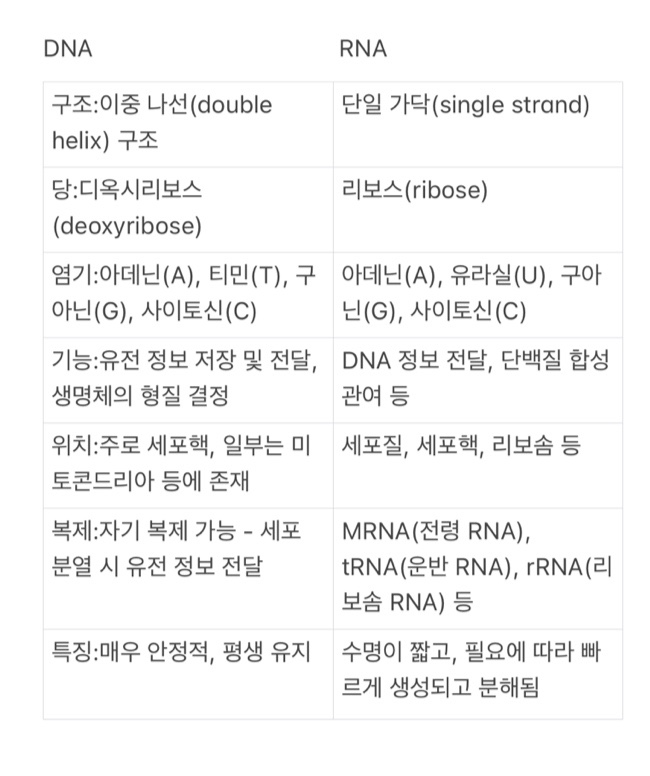 DNA
RNA
구조:이중 나선(double
helix) 구조
단일 가닥(single strand)
당:디옥시리보스
(deoxyribose)
리보스(ribose)
염기:아데닌(A), 티민(T), 구
아닌(G), 사이토신(C)
아데닌(A), 유라실(U), 구아
닌(G), 사이토신(C)
기능:유전 정보 저장 및 전달,
생명체의 형질 결정
DNA 정보 전달, 단백질 합성
관여 등
위치:주로 세포핵, 일부는 미
토콘드리아 등에 존재
세포질, 세포핵, 리보솜 등
복제:자기 복제 가능 - 세포
분열 시 유전 정보 전달
MRNA(전령 RNA),
tRNA(운반 RNA), rRNA(리
보솜 RNA) 등
특징:매우 안정적, 평생 유지
수명이 짧고, 필요에 따라 빠
르게 생성되고 분해됨